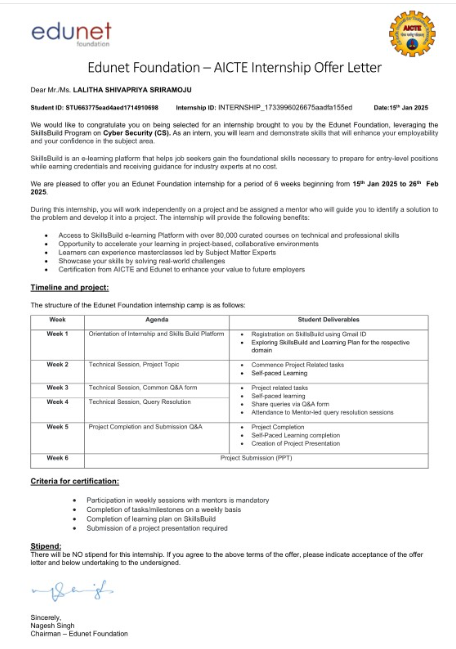 edunet
foundation
AICTE
Edunet Foundation – AICTE Internship Offer Letter
Dear Mr./Ms. LALITHA SHIVAPRIYA SRIRAMOJU
Student ID: STU663775ead4aed1714910698 Internship ID: INTERNSHIP_1733996026675aadfa155ed Date:15th Jan 2025
We would like to congratulate you on being selected for an internship brought to you by the Edunet Foundation, leveraging the
SkillsBuild Program on Cyber Security (CS). As an intern, you will learn and demonstrate skills that will enhance your employability
and your confidence in the subject area.
SkillsBuild is an e-learning platform that helps job seekers gain the foundational skills necessary to prepare for entry-level positions
while earning credentials and receiving guidance for industry experts at no cost.
We are pleased to offer you an Edunet Foundation internship for a period of 6 weeks beginning from 15th Jan 2025 to 26th Feb
2025.
During this internship, you will work independently on a project and be assigned a mentor who will guide you to identify a solution to
the problem and develop it into a project. The internship will provide the following benefits:
• Access to SkillsBuild e-learning Platform with over 80,000 curated courses on technical and professional skills
• Opportunity to accelerate your learning in project-based, collaborative environments
• Learners can experience masterclasses led by Subject Matter Experts
• Showcase your skills by solving real-world challenges
• Certification from AICTE and Edunet to enhance your value to future employers
Timeline and project:
The structure of the Edunet Foundation internship camp is as follows:
Week Agenda Student Deliverables
Week 1 Orientation of Internship and Skills Build Platform • Registration on SkillsBuild using Gmail ID
• Exploring SkillsBuild and Learning Plan for the respective
domain
Week 2 Technical Session, Project Topic • Commence Project Related tasks
• Self-paced Learning
Week 3 Technical Session, Common Q&A form • Project related tasks
• Self-paced learning
Week 4 Technical Session, Query Resolution • Share queries via Q&A form
• Attendance to Mentor-led query resolution sessions
Week 5 Project Completion and Submission Q&A • Project Completion
• Self-Paced Learning completion
• Creation of Project Presentation
Week 6 Project Submission (PPT)
Criteria for certification:
• Participation in weekly sessions with mentors is mandatory
• Completion of tasks/milestones on a weekly basis
• Completion of learning plan on SkillsBuild
• Submission of a project presentation required
Stipend:
There will be NO stipend for this internship. If you agree to the above terms of the offer, please indicate acceptance of the offer
letter and below undertaking to the undersigned.
Sincerely,
Nagesh Singh
Chairman – Edunet Foundation